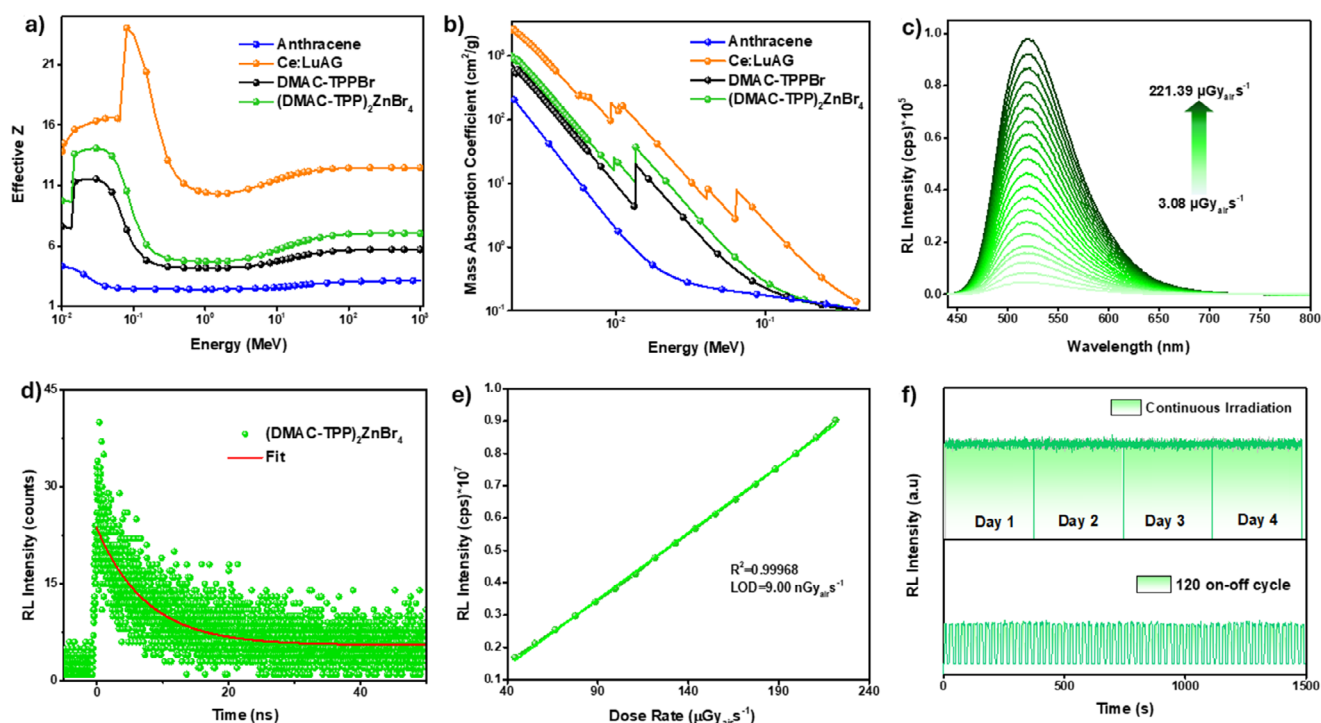 a)
Effective Z
26
21
16
11
6
1
Anthracene
Ce:LuAG
DMAC-TPPBr
(DMAC-TPP)₂ZnBr₄
10⁻² 10⁻¹ 10⁰ 10¹ 10² 10³
Energy (MeV)
b)
Mass Absorption Coefficient (cm²/g)
10³
10²
10¹
10⁰
10⁻¹
Anthracene
Ce:LuAG
DMAC-TPPBr
(DMAC-TPP)₂ZnBr₄
10⁻² 10⁻¹
Energy (MeV)
c)
RL Intensity (cps)*10⁵
1.0
0.8
0.6
0.4
0.2
0.0
221.39 μGyₐᵢᵣs⁻¹
3.08 μGyₐᵢᵣs⁻¹
450 500 550 600 650 700 750 800
Wavelength (nm)
d)
RL Intensity (counts)
45
30
15
0
(DMAC-TPP)₂ZnBr₄
Fit
0 20 40
Time (ns)
e)
RL Intensity (cps)*10⁷
1.0
0.9
0.8
0.7
0.6
0.5
0.4
0.3
0.2
0.1
R²=0.99968
LOD=9.00 nGyₐᵢᵣs⁻¹
40 90 140 190 240
Dose Rate (μGyₐᵢᵣs⁻¹)
f)
RL Intensity (a.u)
Continuous Irradiation
Day 1 Day 2 Day 3 Day 4
120 on-off cycle
0 500 1000 1500
Time (s)